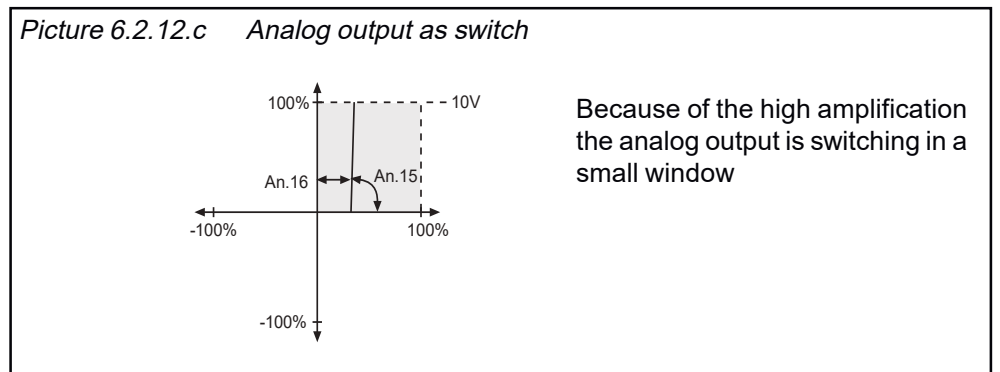 Picture 6.2.12.c Analog output as switch
100%
10V
Because of the high amplification
the analog output is switching in a
small window
An.16
An.15
-100%
100%
-100%